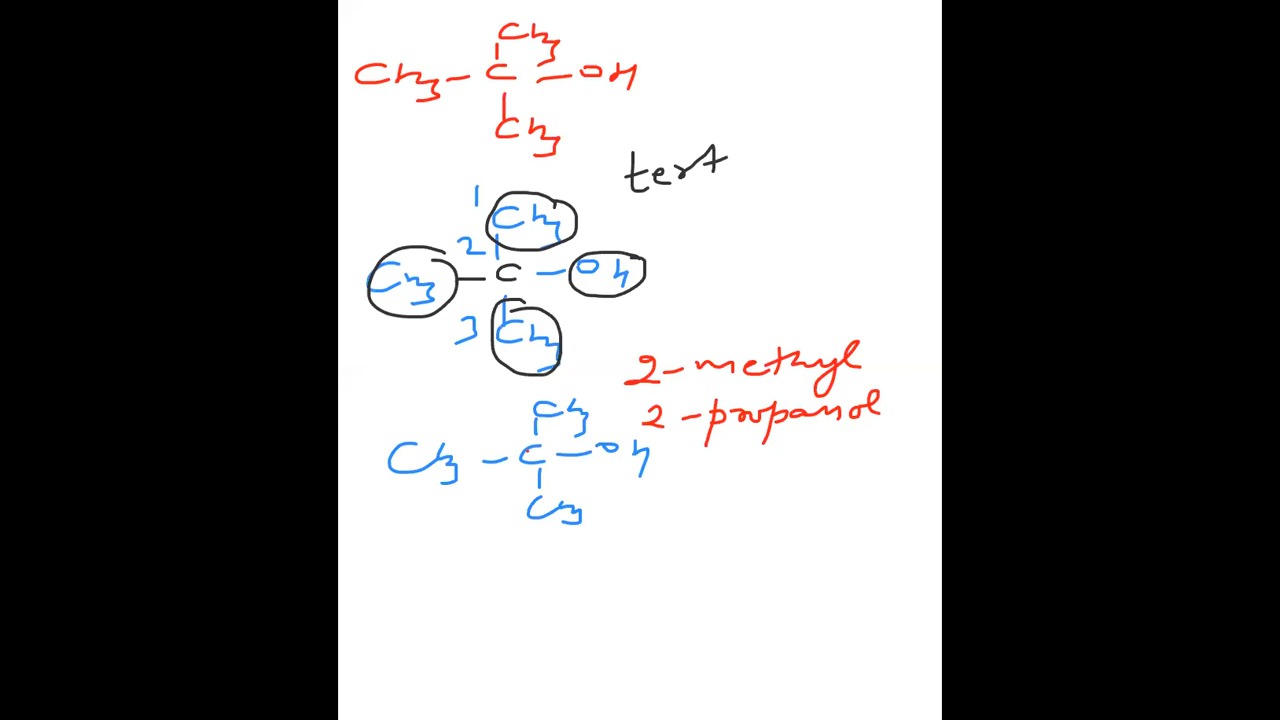 CH3
CH3 - C - OH
CH3
tert
1 CH3
2
CH3 - C - OH
3 CH3
2-methyl
2-propanol
CH3
CH3 - C - OH
CH3